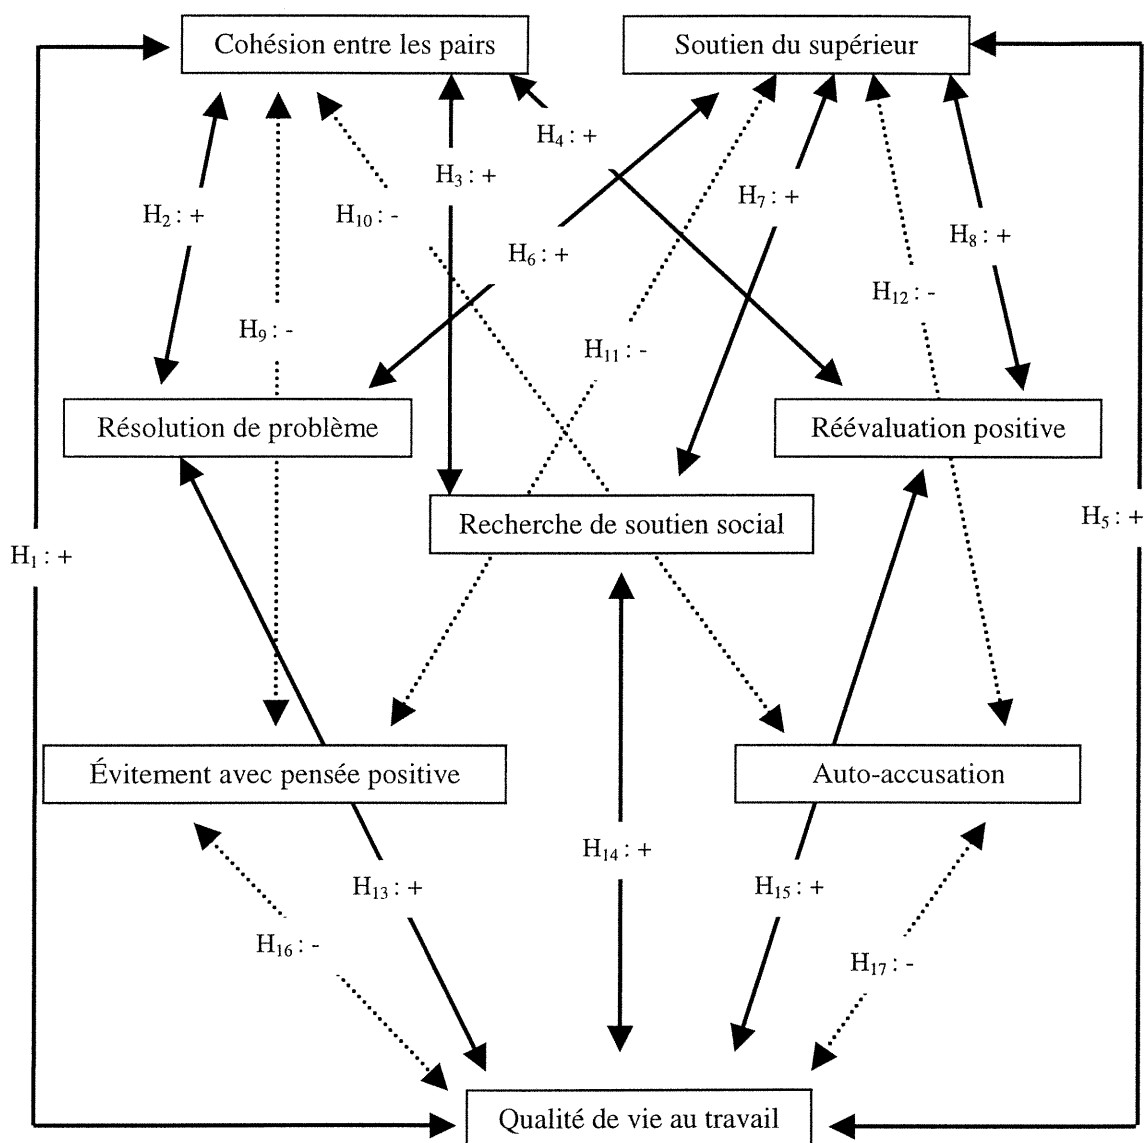 Cohésion entre les pairs
Soutien du supérieur
H4 : +
H3 : +
H7 : +
H2 : +
H10 : -
H8 : +
H6 : +
H12 : -
H9 : -
H11 : -
Résolution de problème
Réévaluation positive
H5 : +
Recherche de soutien social
H1 : +
Évitement avec pensée positive
Auto-accusation
H14 : +
H13 : +
H15 : +
H16 : -
H17 : -
Qualité de vie au travail